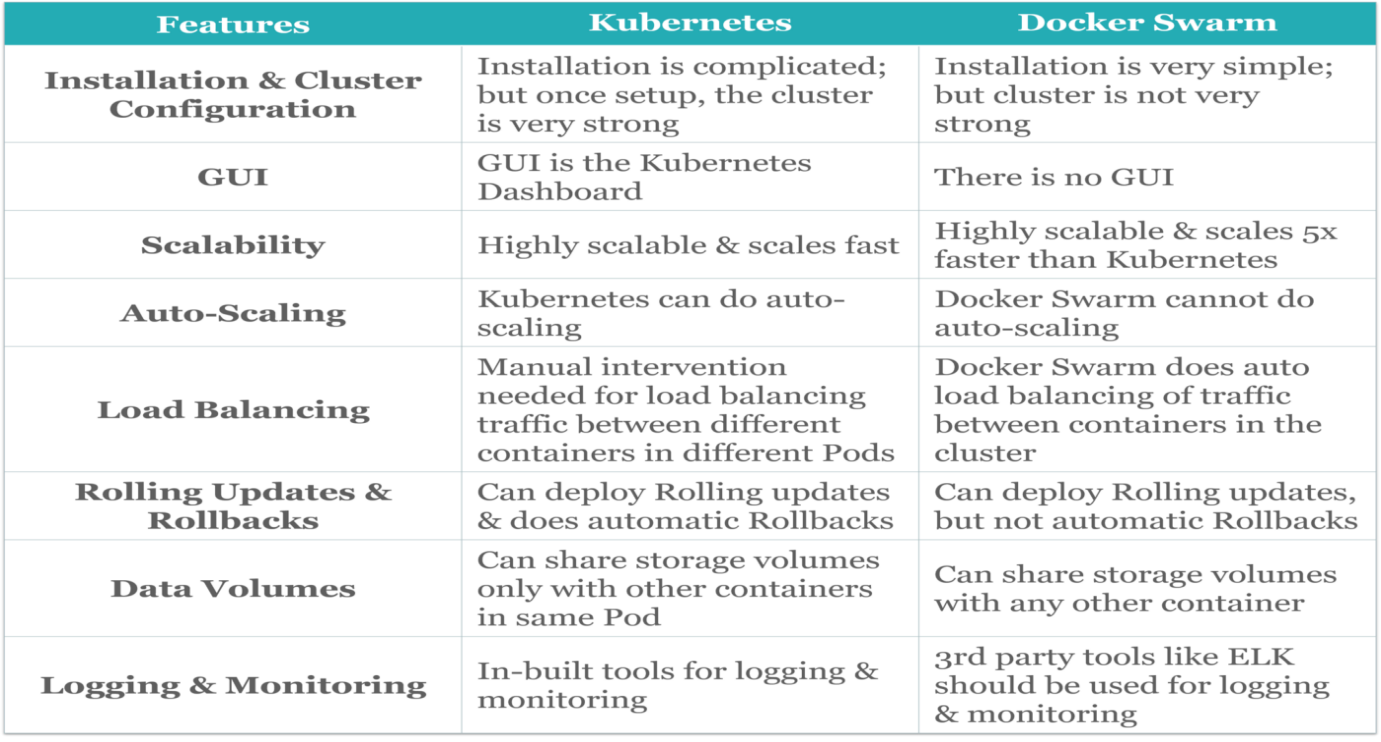 Features
Kubernetes
Docker Swarm
Installation & Cluster
Configuration
Installation is complicated;
but once setup, the cluster
is very strong
Installation is very simple;
but cluster is not very
strong
GUI
GUI is the Kubernetes
Dashboard
There is no GUI
Scalability
Highly scalable & scales fast
Highly scalable & scales 5x
faster than Kubernetes
Auto-Scaling
Kubernetes can do auto-
scaling
Docker Swarm cannot do
auto-scaling
Load Balancing
Manual intervention
needed for load balancing
traffic between different
containers in different Pods
Docker Swarm does auto
load balancing of traffic
between containers in the
cluster
Rolling Updates &
Rollbacks
Can deploy Rolling updates
& does automatic Rollbacks
Can deploy Rolling updates,
but not automatic Rollbacks
Data Volumes
Can share storage volumes
only with other containers
in same Pod
Can share storage volumes
with any other container
Logging & Monitoring
In-built tools for logging &
monitoring
3rd party tools like ELK
should be used for logging
& monitoring